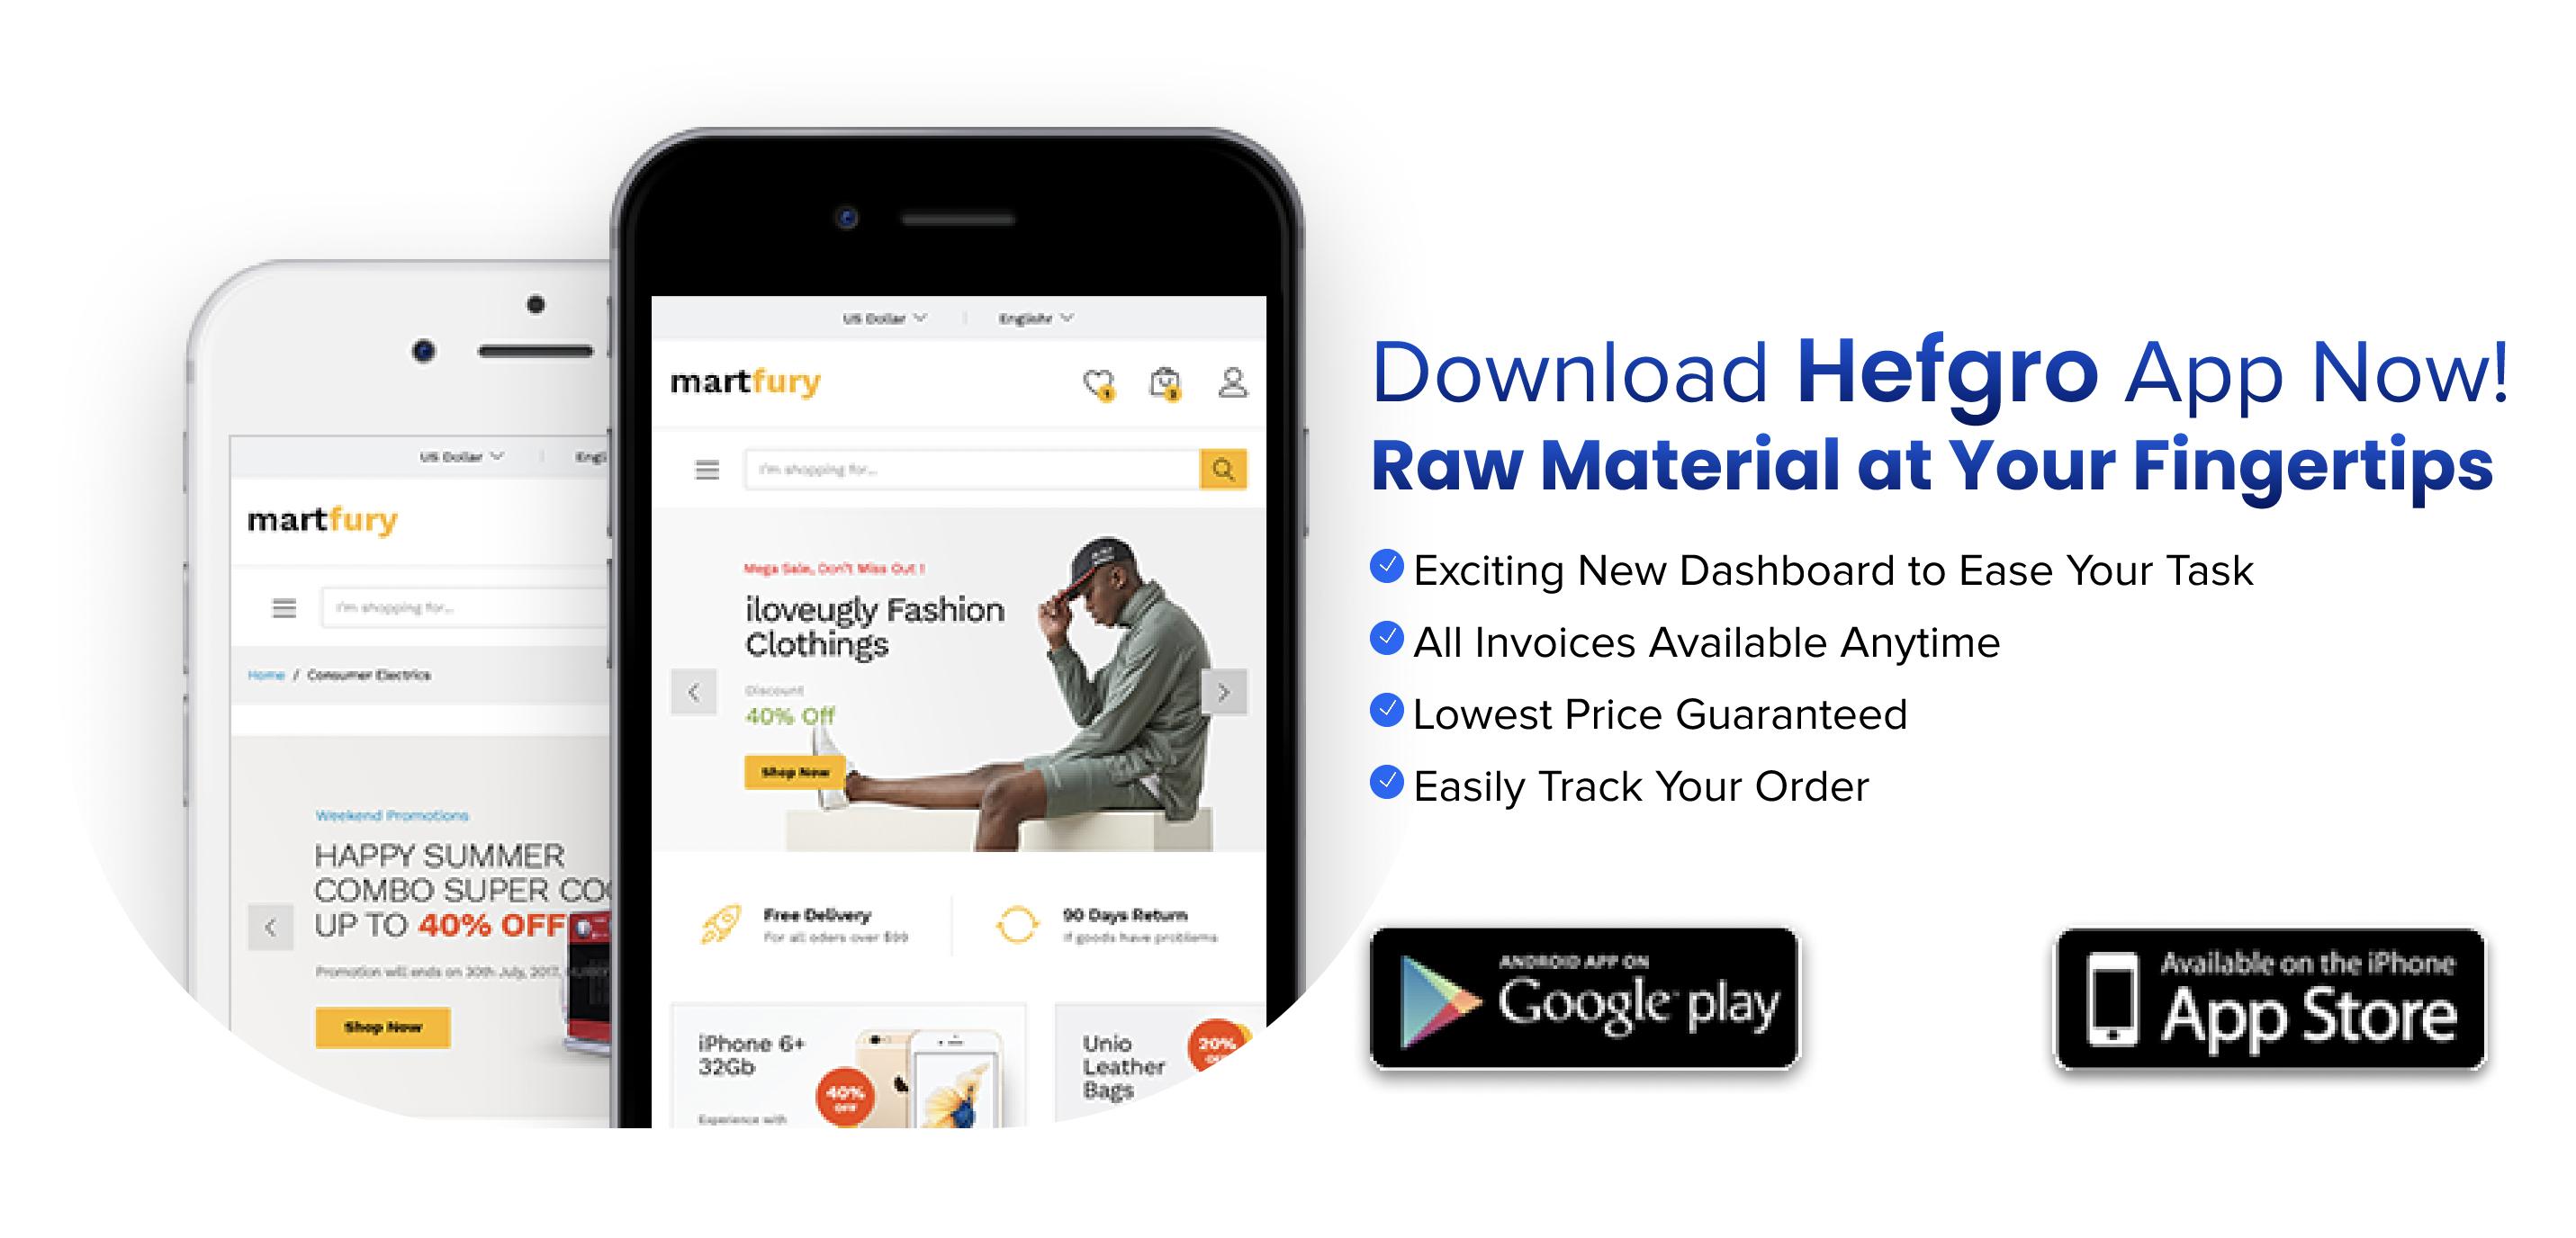 US Dollar
Engli
martfury
I'm shopping for...
Home / Consumer Electrics
Weekend Promotions
HAPPY SUMMER
COMBO SUPER COO
UP TO 40% OFF
Promotion will ends on 30th July, 2017,
Shop Now
US Dollar
Englishr
martfury
I'm shopping for...
Mega Sale, Don't Miss Out !
iloveugly Fashion
Clothings
Discount
40% Off
Shop Now
Free Delivery
For all oders over $99
90 Days Return
If goods have problems
iPhone 6+
32Gb
40%
OFF
Experience with
Unio
Leather
Bags
20%
Download Hefgro App Now!
Raw Material at Your Fingertips
Exciting New Dashboard to Ease Your Task
All Invoices Available Anytime
Lowest Price Guaranteed
Easily Track Your Order
ANDROID APP ON
Google play
Available on the iPhone
App Store